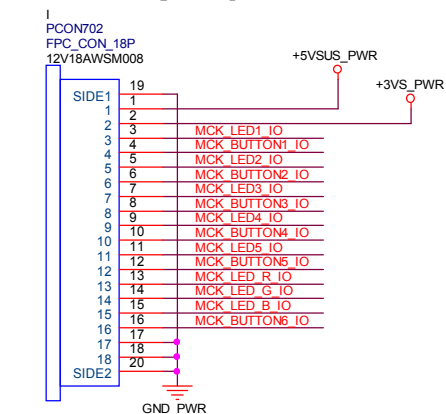 I
PCON702
FPC_CON_18P
12V18AWSM008
+5VSUS_PWR
+3VS_PWR
SIDE1 19
1 1
2 2
3 3 MCK_LED1_IO
4 4 MCK_BUTTON1_IO
5 5 MCK_LED2_IO
6 6 MCK_BUTTON2_IO
7 7 MCK_LED3_IO
8 8 MCK_BUTTON3_IO
9 9 MCK_LED4_IO
10 10 MCK_BUTTON4_IO
11 11 MCK_LED5_IO
12 12 MCK_BUTTON5_IO
13 13 MCK_LED_R_IO
14 14 MCK_LED_G_IO
15 15 MCK_LED_B_IO
16 16 MCK_BUTTON6_IO
17 17
18 18
SIDE2 20
GND_PWR